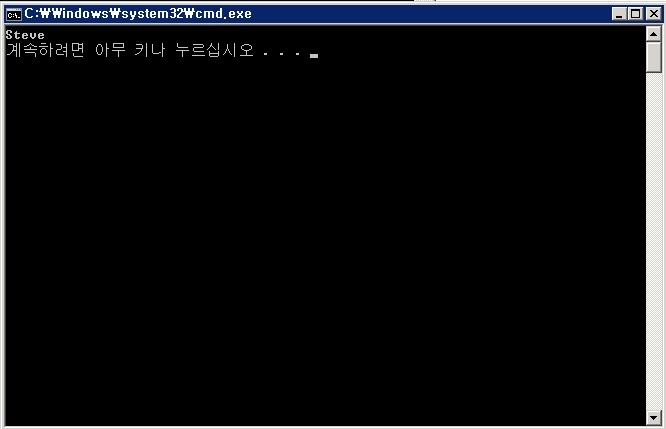 C:₩Windows₩system32₩cmd.exe
Steve
계속하려면 아무 키나 누르십시오 . . .